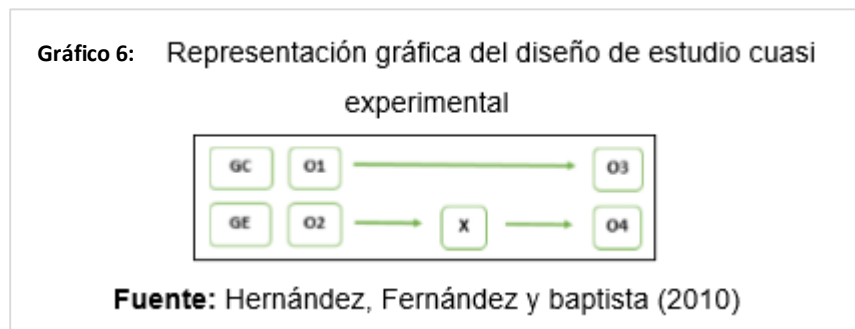 Gráfico 6: Representación gráfica del diseño de estudio cuasi
experimental
GC O1 O3
GE O2 X O4
Fuente: Hernández, Fernández y baptista (2010)